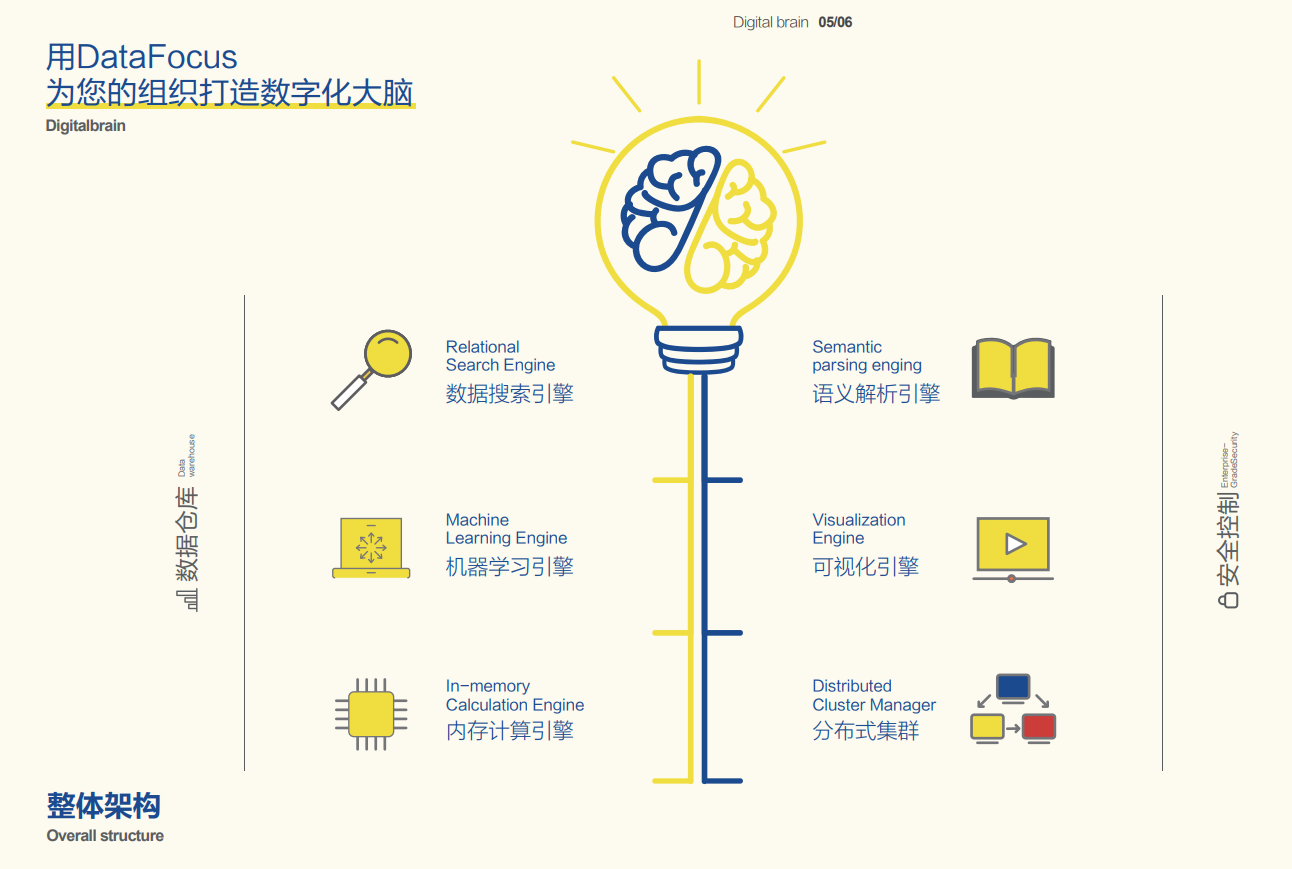 Digital brain 05/06
用DataFocus
为您的组织打造数字化大脑
Digitalbrain
Relational
Search Engine
数据搜索引擎
Semantic
parsing enging
语义解析引擎
Data
warehouse
数据仓库
Enterprise-
GradeSecurity
安全控制
Machine
Learning Engine
机器学习引擎
Visualization
Engine
可视化引擎
In-memory
Calculation Engine
内存计算引擎
Distributed
Cluster Manager
分布式集群
整体架构
Overall structure